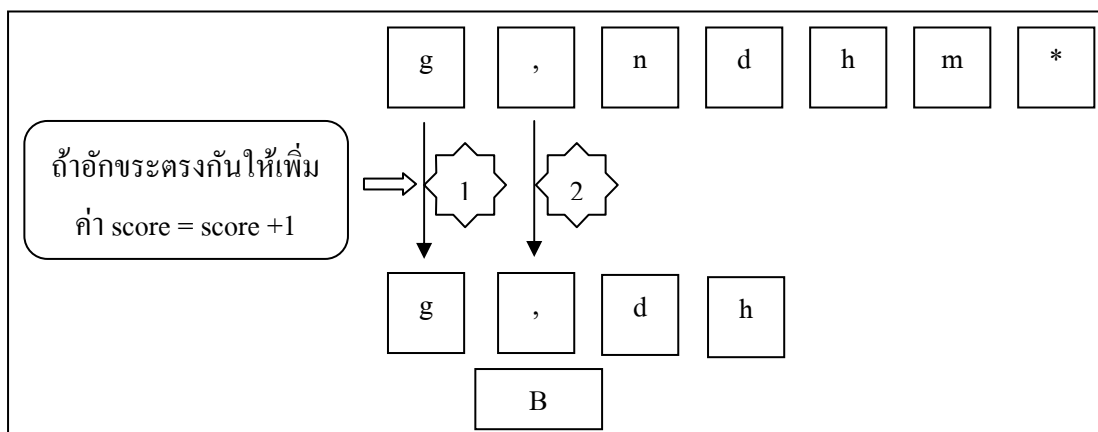 g , n d h m *
ถ้าอักขระตรงกันให้เพิ่ม
ค่า score = score +1
1 2
g , d h
B